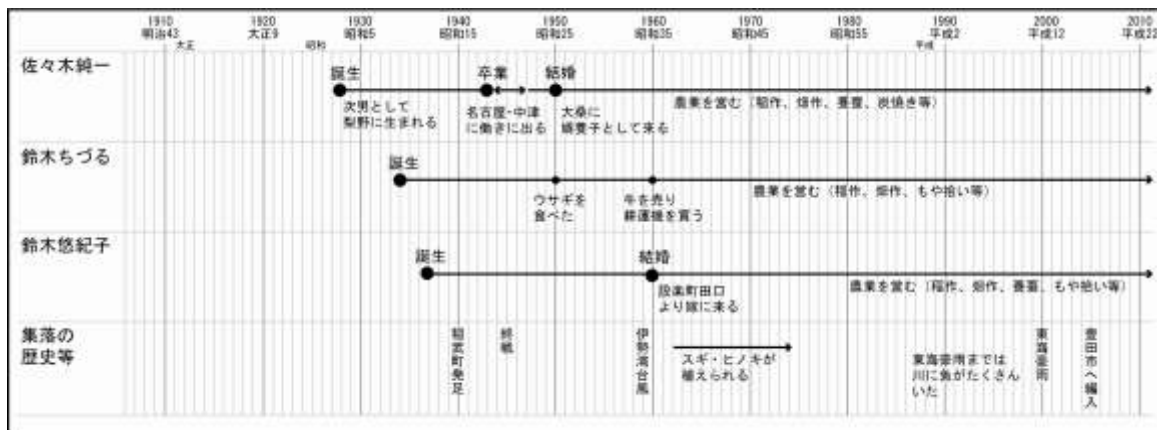 1910 1920 1930 1940 1950 1960 1970 1980 1990 2000 2010
明治43 大正9 昭和5 昭和15 昭和25 昭和35 昭和45 昭和55 平成2 平成12 平成22
大正 昭和 平成
佐々木純一
誕生 卒業 結婚
次男として
梨野に生まれる
名古屋・中津
に働きに出る
大桑に
婿養子として来る
農業を営む（稲作、畑作、養蚕、炭焼き等）
鈴木ちづる
誕生
ウサギを
食べた
牛を売り
耕運機を買う
農業を営む（稲作、畑作、もや拾い等）
鈴木悠紀子
誕生 結婚
設楽町田口
より嫁に来る
農業を営む（稲作、畑作、養蚕、もや拾い等）
集落の
歴史等
稲武町発足
終戦
伊勢湾台風
スギ・ヒノキが
植えられる
東海豪雨までは
川に魚がたくさん
いた
東海豪雨
豊田市へ編入